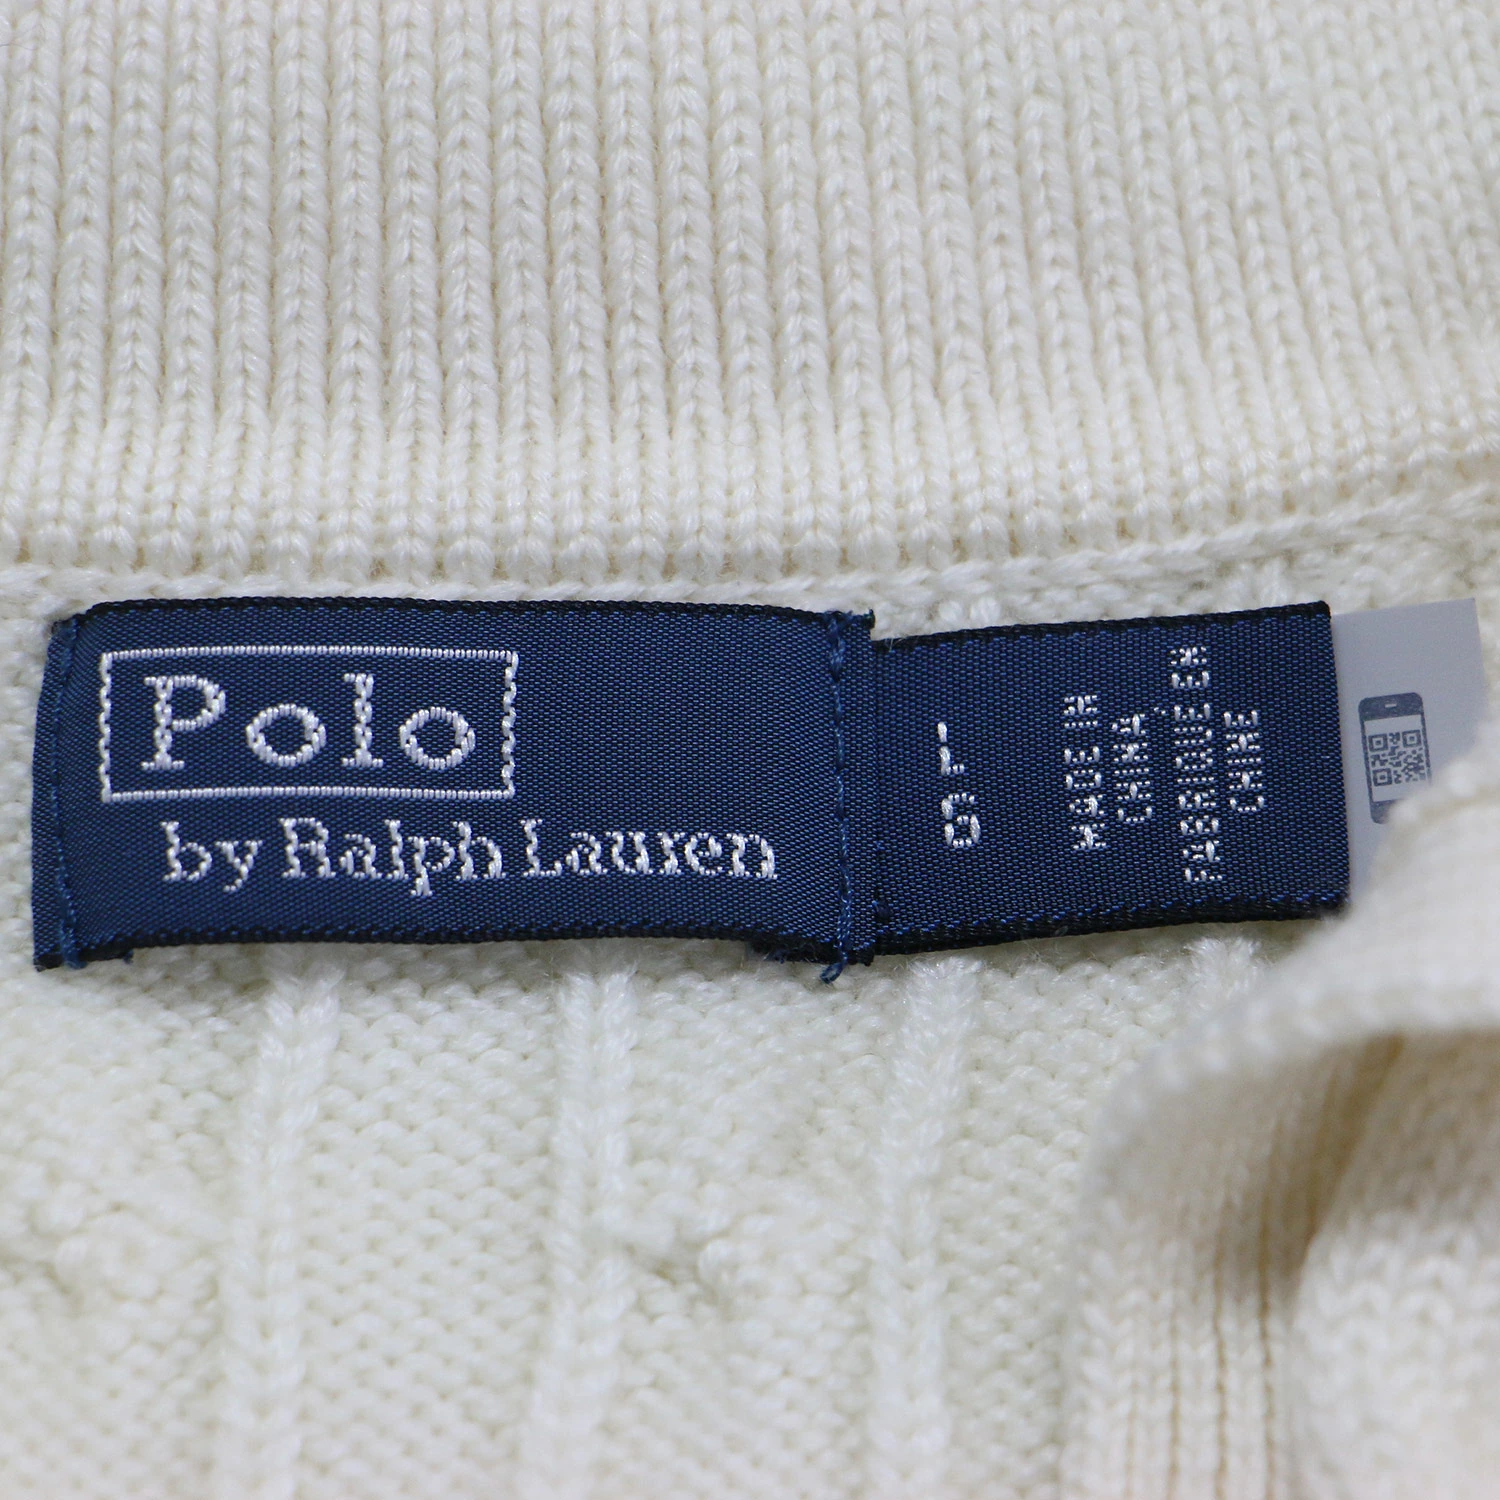 Polo
by Ralph Lauren
L
G
MADE IN
CHINA
FABRIQUE EN
CHINE